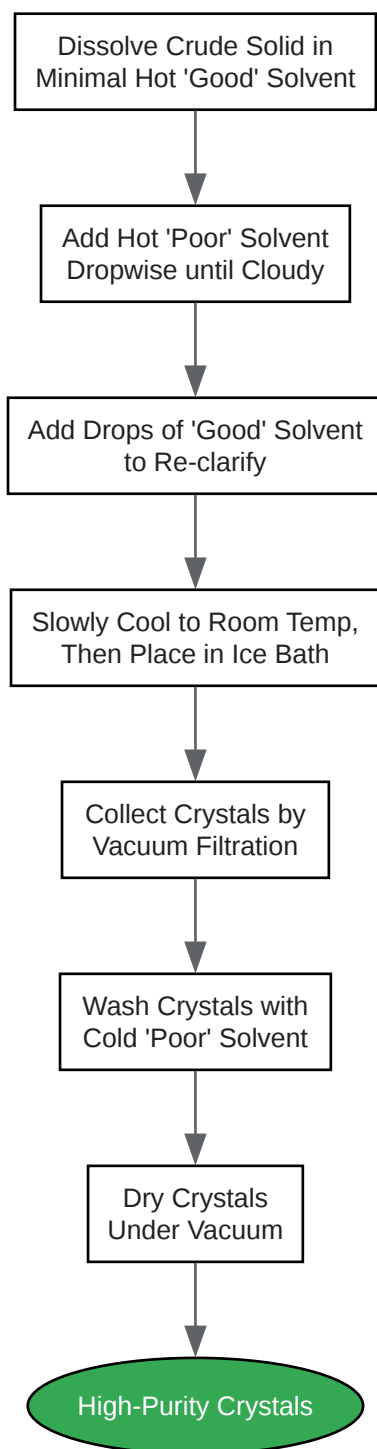 Dissolve Crude Solid in
Minimal Hot 'Good' Solvent
Add Hot 'Poor' Solvent
Dropwise until Cloudy
Add Drops of 'Good' Solvent
to Re-clarify
Slowly Cool to Room Temp,
Then Place in Ice Bath
Collect Crystals by
Vacuum Filtration
Wash Crystals with
Cold 'Poor' Solvent
Dry Crystals
Under Vacuum
High-Purity Crystals